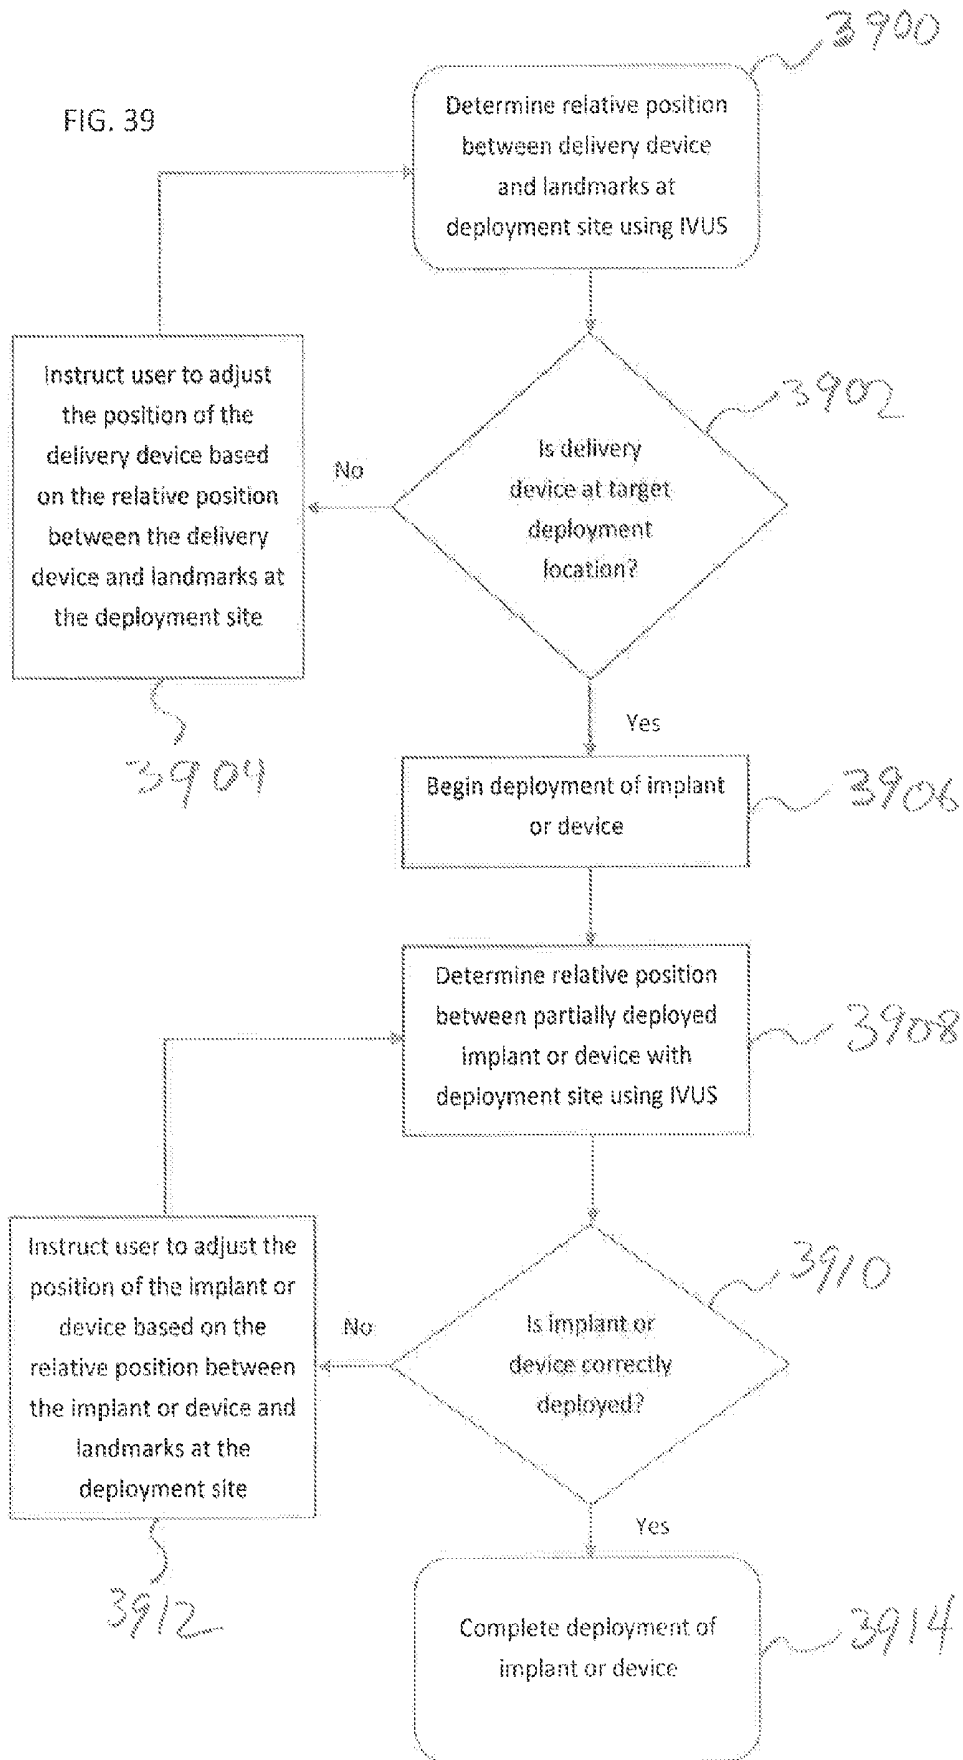 3900
FIG. 39
Determine relative position
between delivery device
and landmarks at
deployment site using IVUS
3902
Is delivery
device at target
deployment
location?
No
Instruct user to adjust
the position of the
delivery device based
on the relative position
between the delivery
device and landmarks at
the deployment site
3904
Yes
Begin deployment of implant
or device
3906
Determine relative position
between partially deployed
implant or device with
deployment site using IVUS
3908
3910
Is implant or
device correctly
deployed?
No
Instruct user to adjust the
position of the implant or
device based on the
relative position between
the implant or device and
landmarks at the
deployment site
3912
Yes
Complete deployment of
implant or device
3914